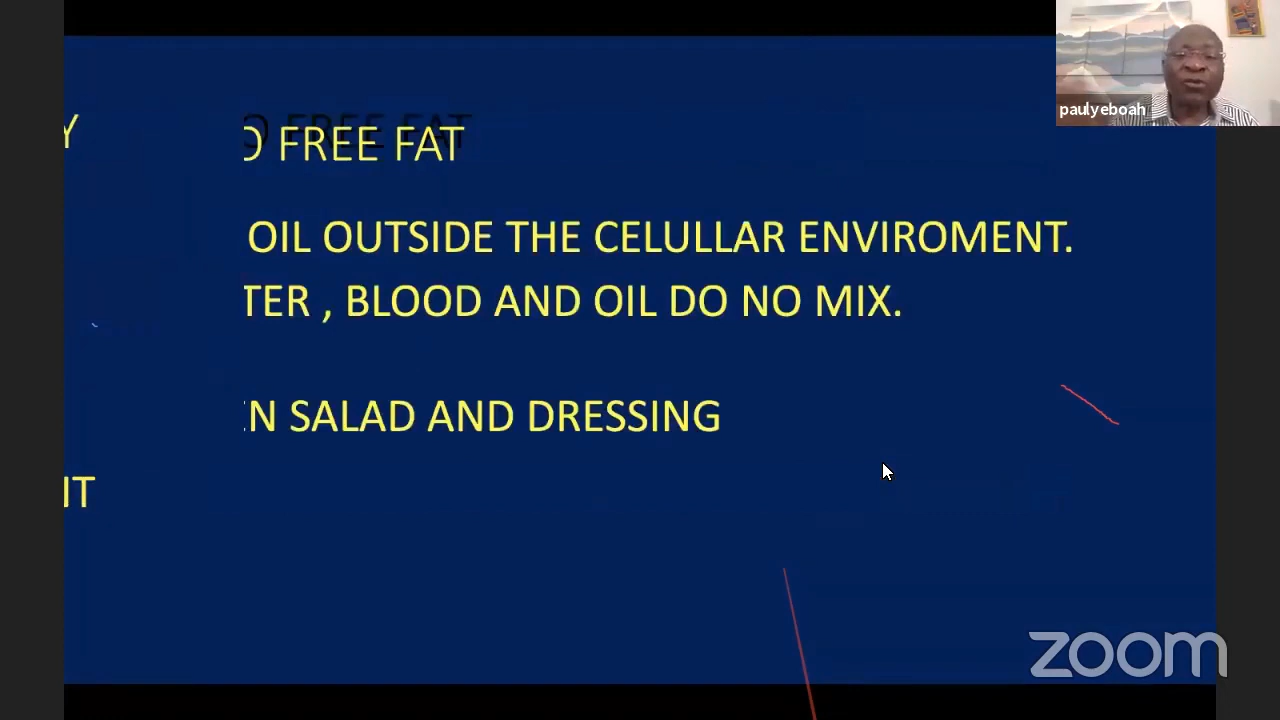 paulyeboah
Y
O FREE FAT
OIL OUTSIDE THE CELULLAR ENVIROMENT.
TER , BLOOD AND OIL DO NO MIX.
EN SALAD AND DRESSING
IT
zoom